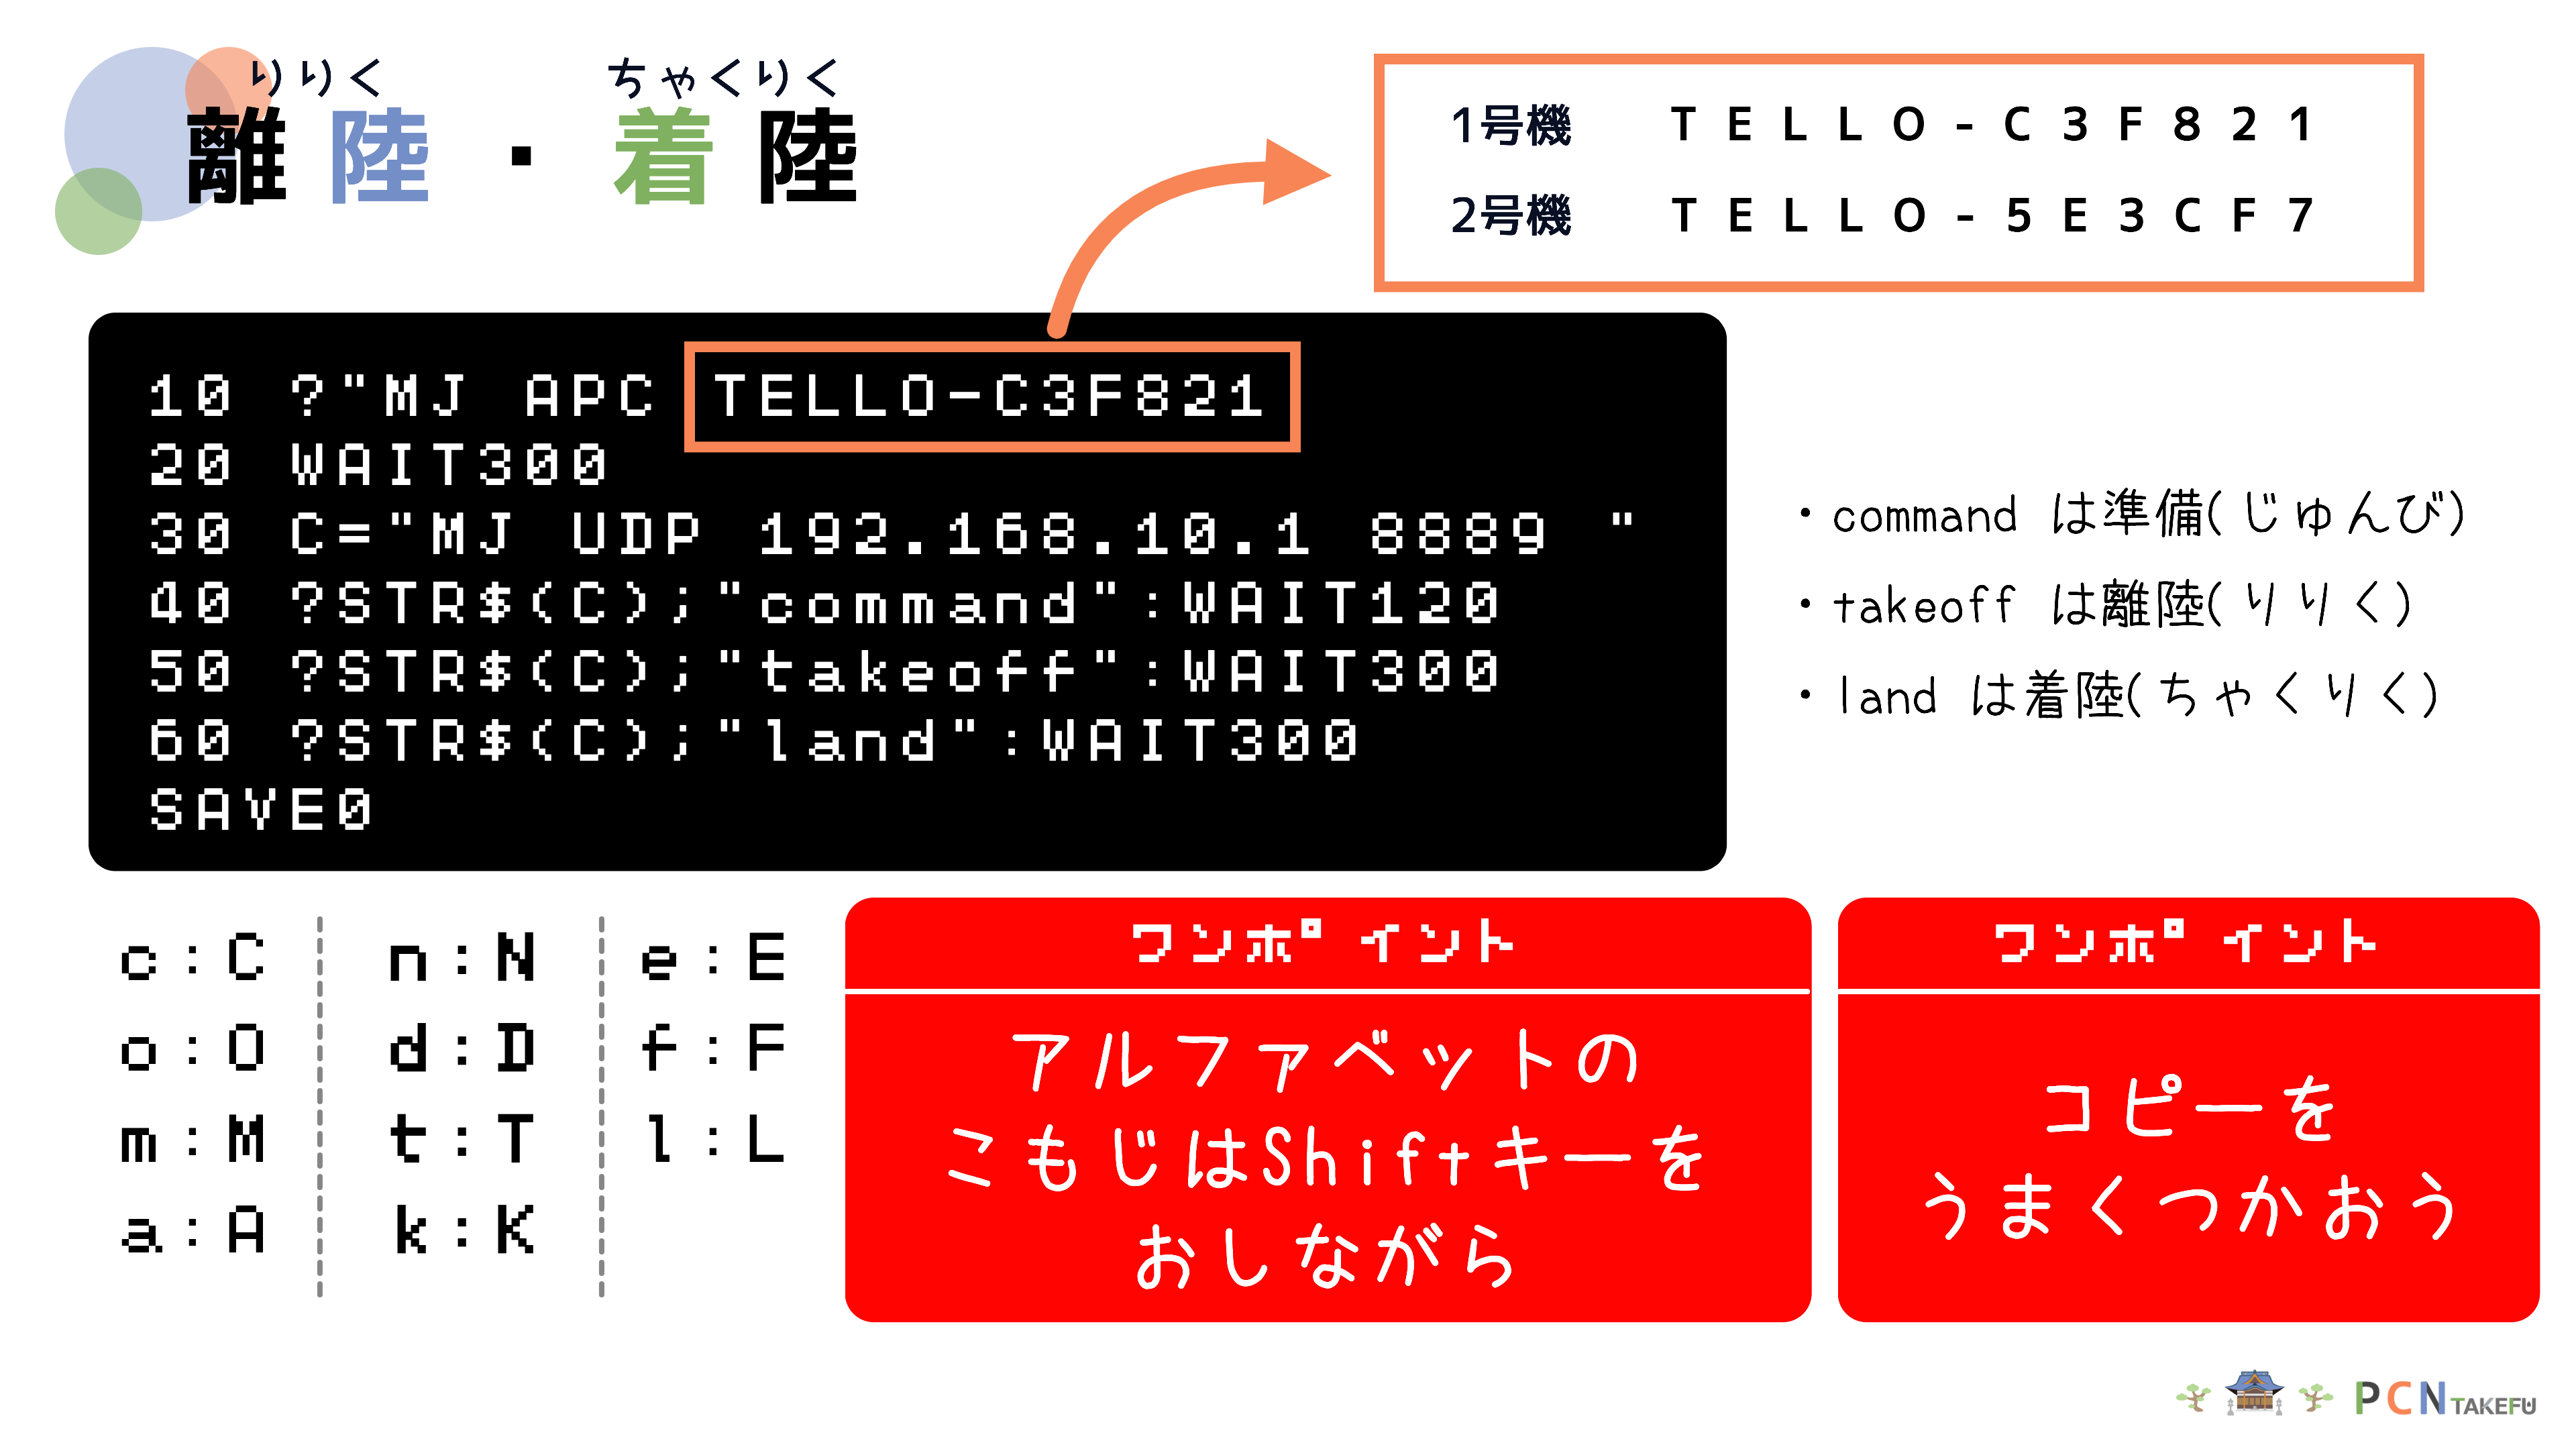 りりく ちゃくりく
離陸・着陸
1号機 TELLO-C3F821
2号機 TELLO-5E3CF7
10 ?"MJ APC TELLO-C3F821
20 WAIT300
30 C="MJ UDP 192.168.10.1 8889 "
40 ?STR$(C);"command":WAIT120
50 ?STR$(C);"takeoff":WAIT300
60 ?STR$(C);"land":WAIT300
SAVE0
・command は準備(じゅんび)
・takeoff は離陸(りりく)
・land は着陸(ちゃくりく)
c:C
o:O
m:M
a:A
n:N
d:D
t:T
k:K
e:E
f:F
l:L
ワンポイント
アルファベットの
こもじはShiftキーを
おしながら
ワンポイント
コピーを
うまくつかおう
PCN TAKEFU